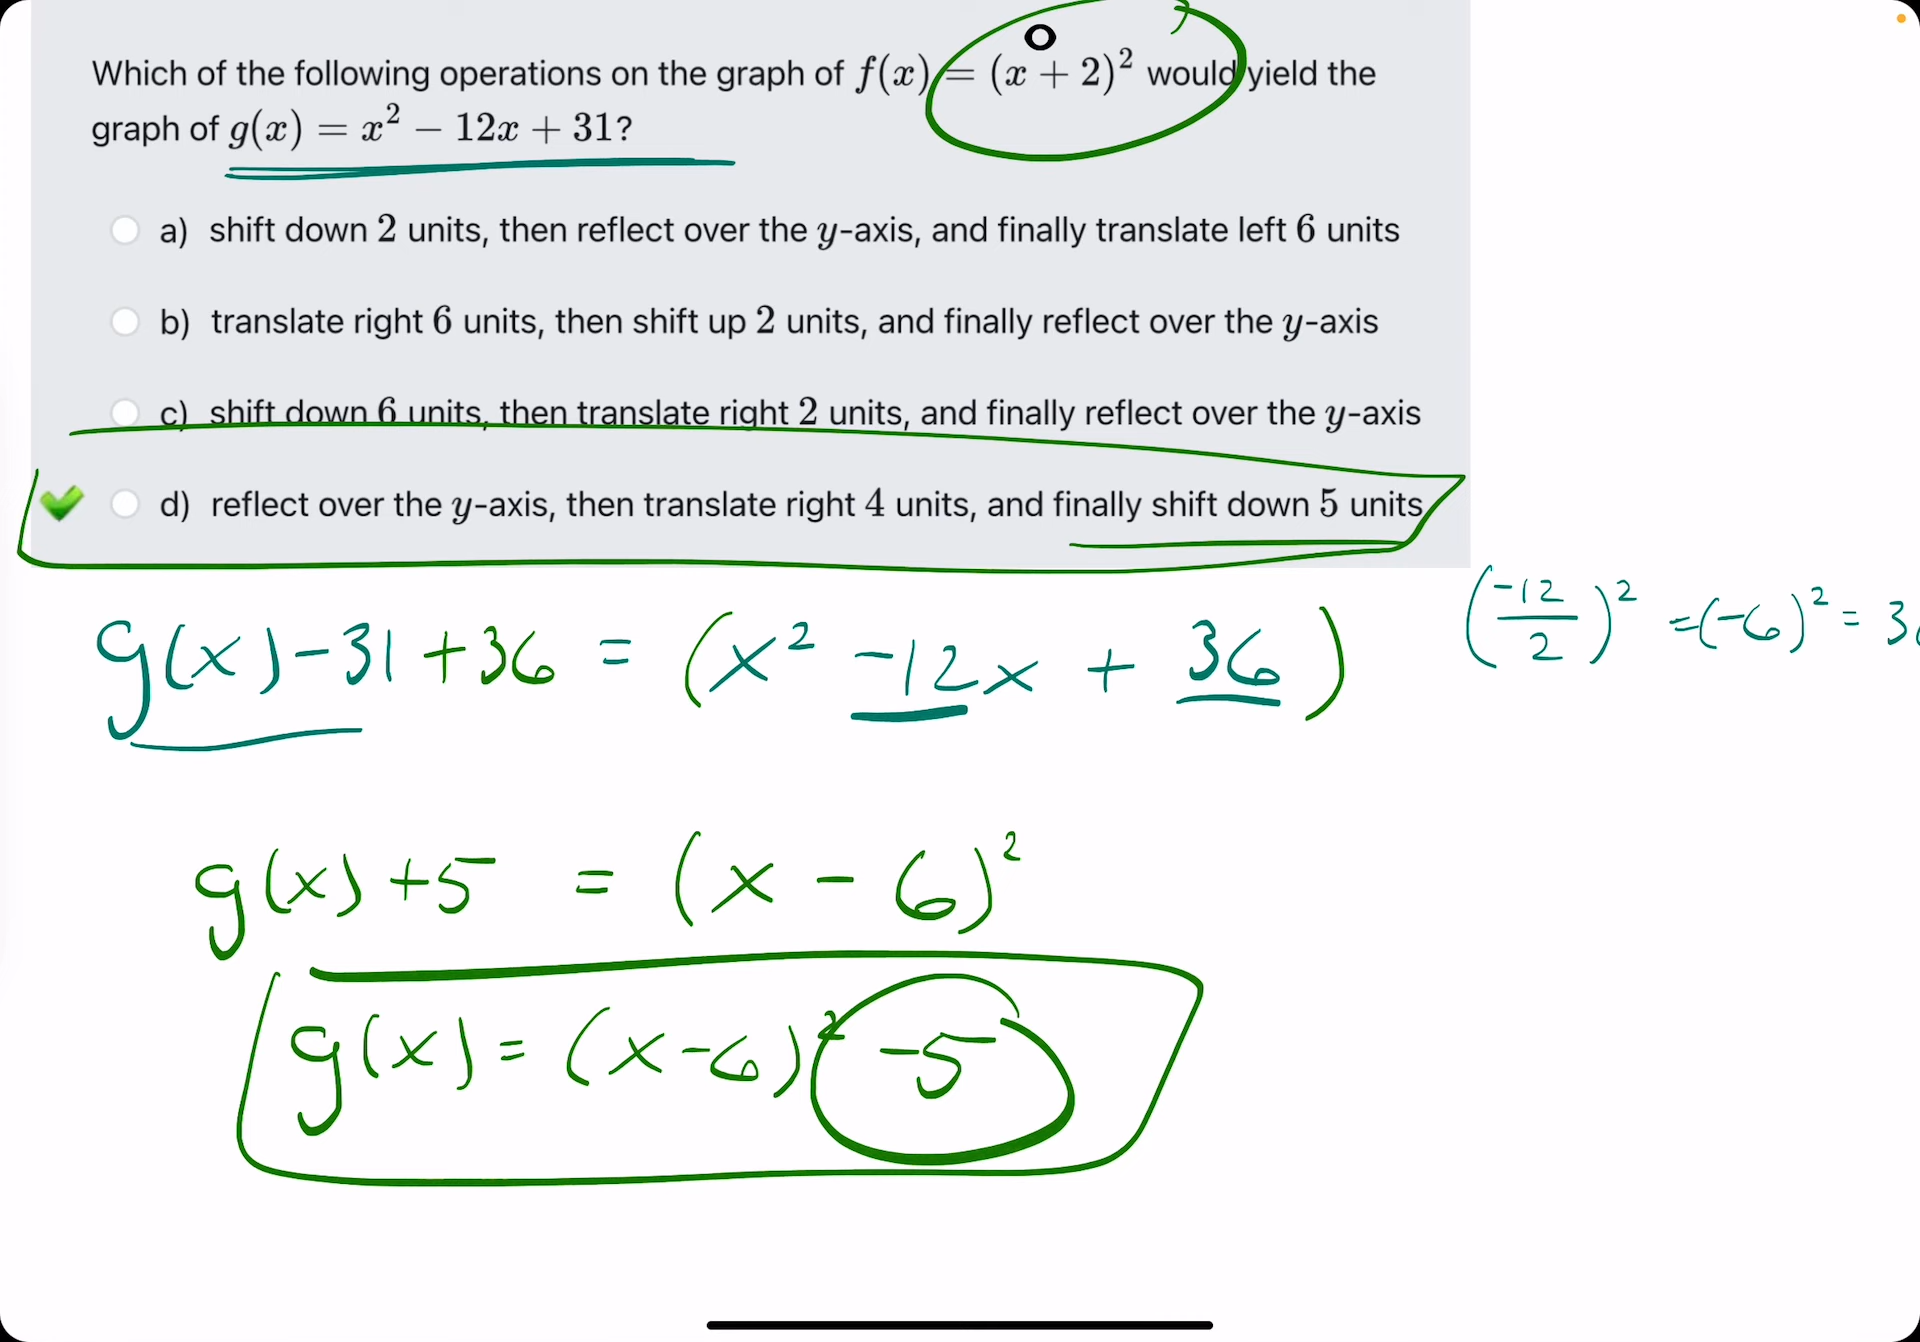 Which of the following operations on the graph of f(x) = (x + 2)² would yield the
graph of g(x) = x² − 12x + 31?
a) shift down 2 units, then reflect over the y-axis, and finally translate left 6 units
b) translate right 6 units, then shift up 2 units, and finally reflect over the y-axis
c) shift down 6 units, then translate right 2 units, and finally reflect over the y-axis
d) reflect over the y-axis, then translate right 4 units, and finally shift down 5 units
g(x) - 31 + 36 = (x² - 12x + 36)
(-12/2)² = (-6)² = 3
g(x) + 5 = (x - 6)²
g(x) = (x - 6)² - 5